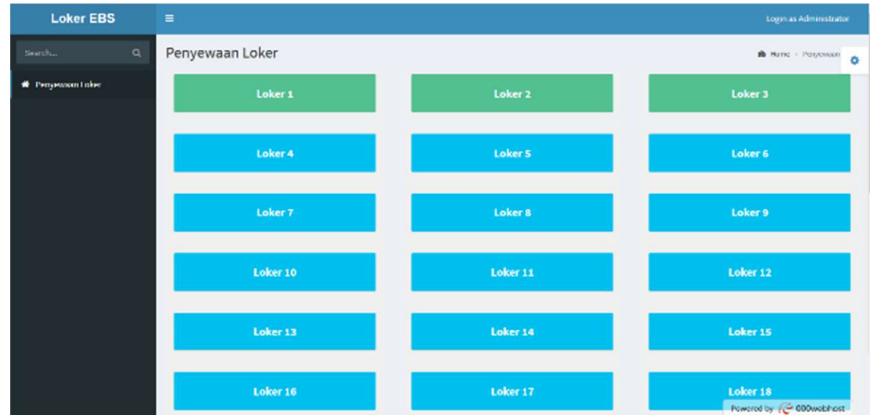 Loker EBS
Login as Administrator
Search...
Penyewaan Loker
Home > Penyewaan
Penyewaan Loker
Loker 1
Loker 2
Loker 3
Loker 4
Loker 5
Loker 6
Loker 7
Loker 8
Loker 9
Loker 10
Loker 11
Loker 12
Loker 13
Loker 14
Loker 15
Loker 16
Loker 17
Loker 18
Powered by 000webhost